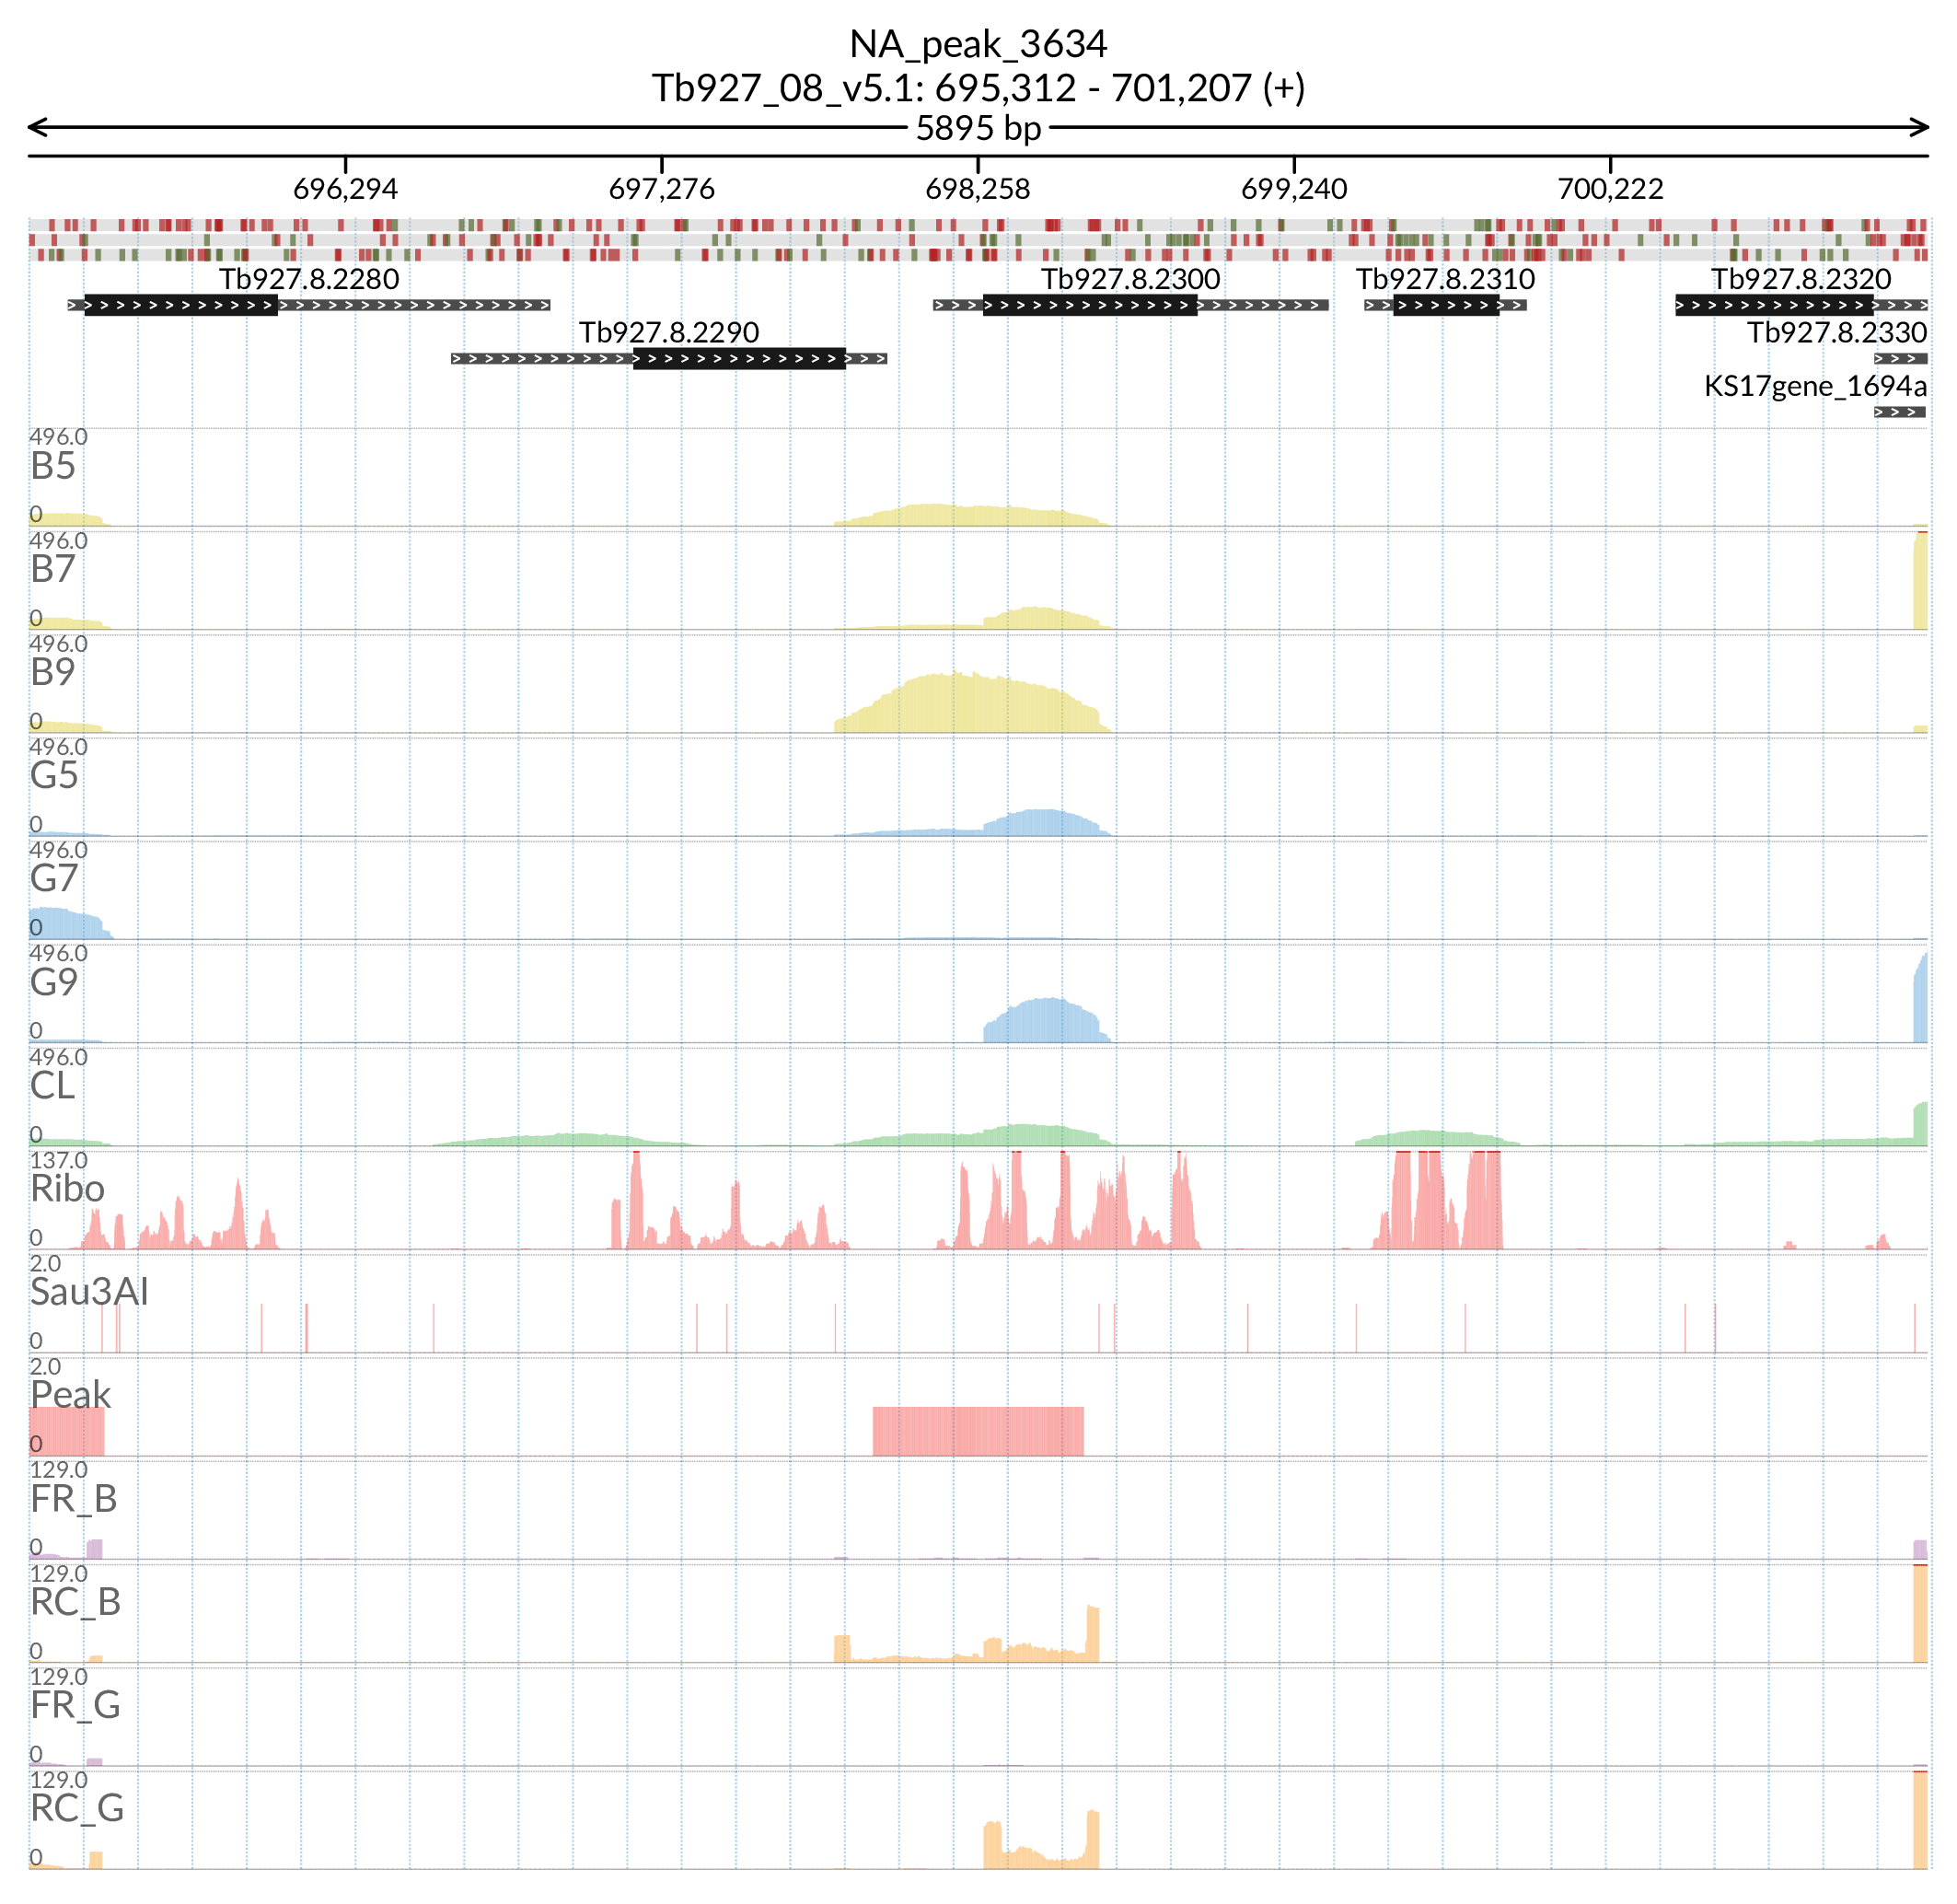 NA_peak_3634
Tb927_08_v5.1: 695,312 - 701,207 (+)
5895 bp
696,294 697,276 698,258 699,240 700,222
Tb927.8.2280 Tb927.8.2300 Tb927.8.2310 Tb927.8.2320
Tb927.8.2290 Tb927.8.2330
KS17gene_1694a
496.0
B5
0
496.0
B7
0
496.0
B9
0
496.0
G5
0
496.0
G7
0
496.0
G9
0
496.0
CL
0
137.0
Ribo
0
2.0
Sau3AI
0
2.0
Peak
0
129.0
FR_B
0
129.0
RC_B
0
129.0
FR_G
0
129.0
RC_G
0